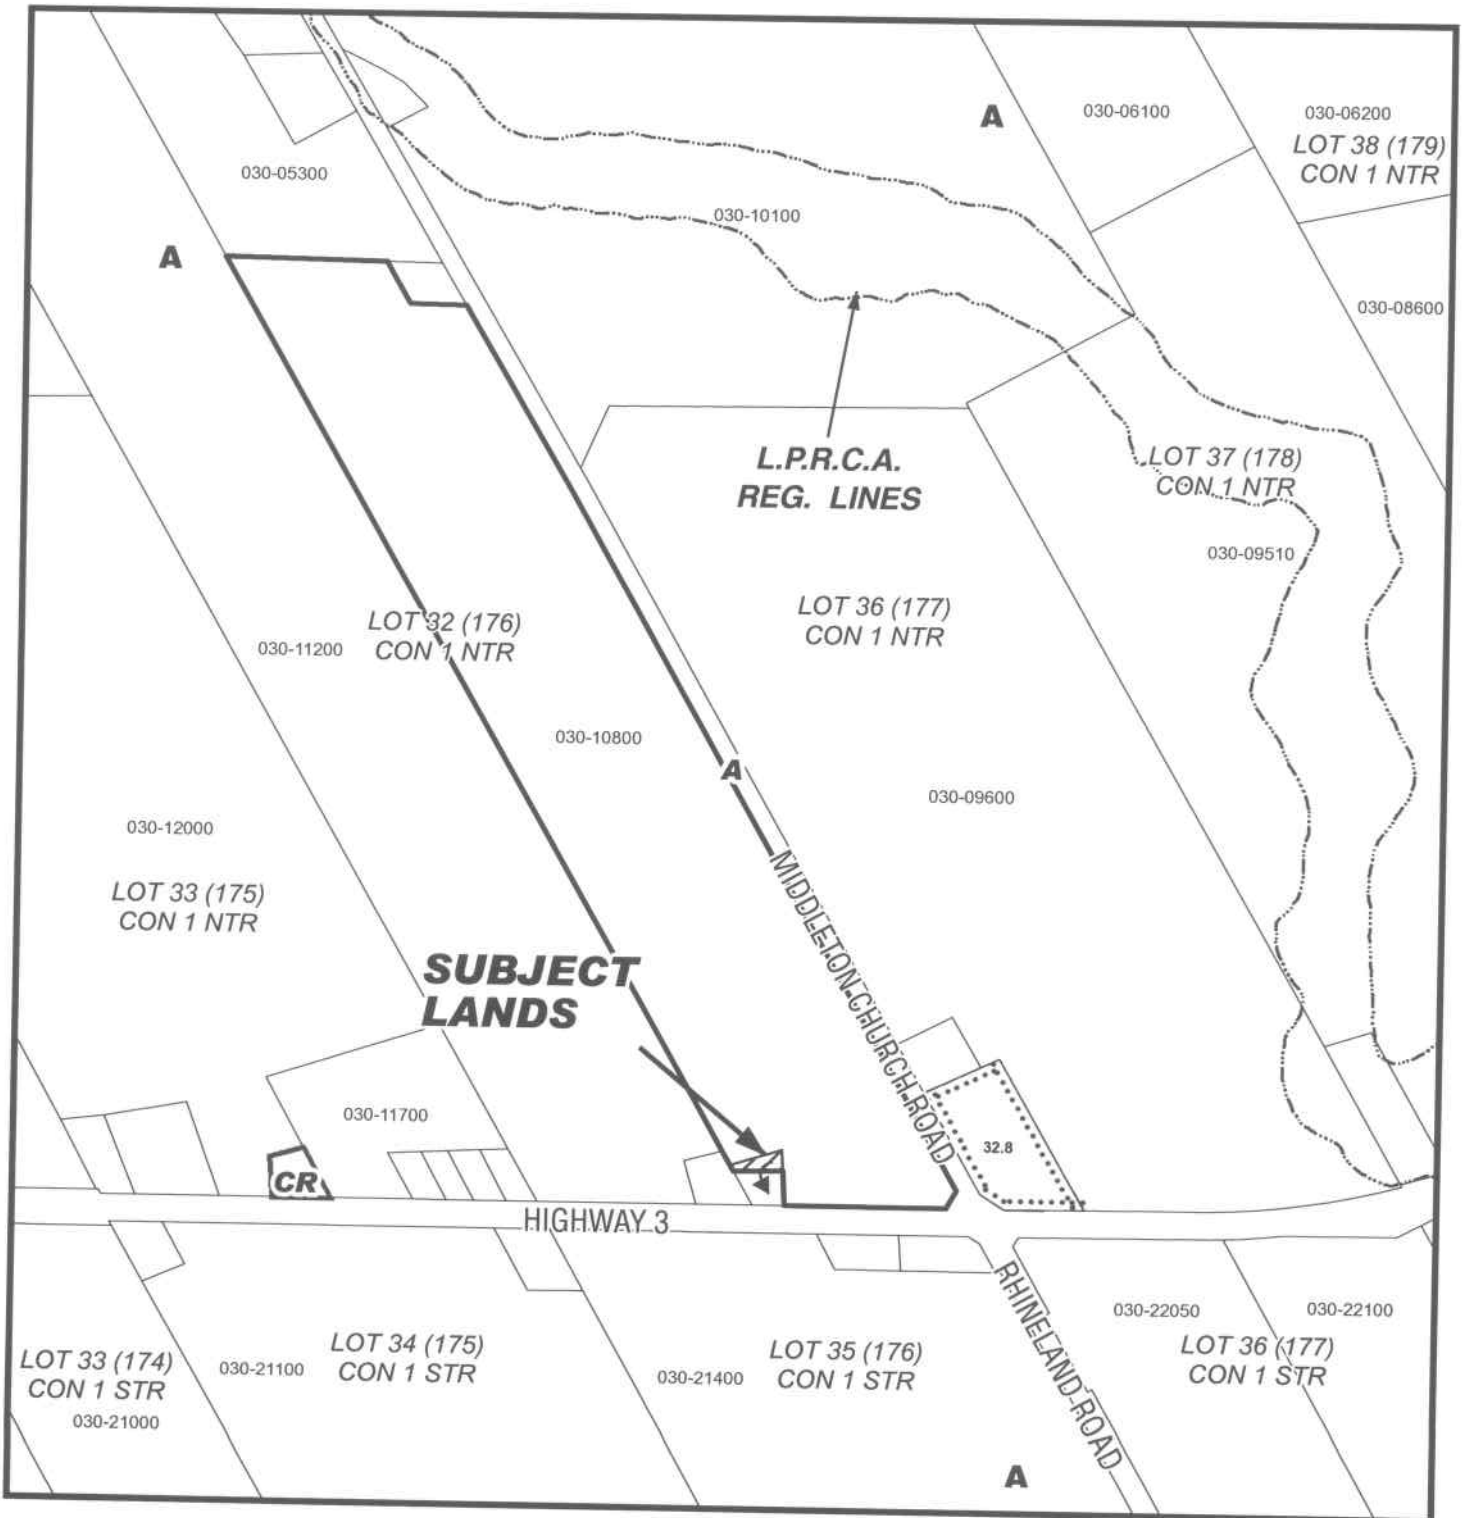 A
030-06100
030-06200
LOT 38 (179)
CON 1 NTR
030-05300
030-10100
A
030-08600
L.P.R.C.A.
REG. LINES
LOT 37 (178)
CON 1 NTR
030-09510
LOT 32 (176)
CON 1 NTR
030-11200
LOT 36 (177)
CON 1 NTR
030-10800
A
030-09600
030-12000
LOT 33 (175)
CON 1 NTR
MIDDLETON CHURCH ROAD
SUBJECT
LANDS
030-11700
32.8
CR
HIGHWAY 3
RHINELAND ROAD
030-22050
030-22100
LOT 33 (174)
CON 1 STR
030-21000
030-21100
LOT 34 (175)
CON 1 STR
030-21400
LOT 35 (176)
CON 1 STR
LOT 36 (177)
CON 1 STR
A